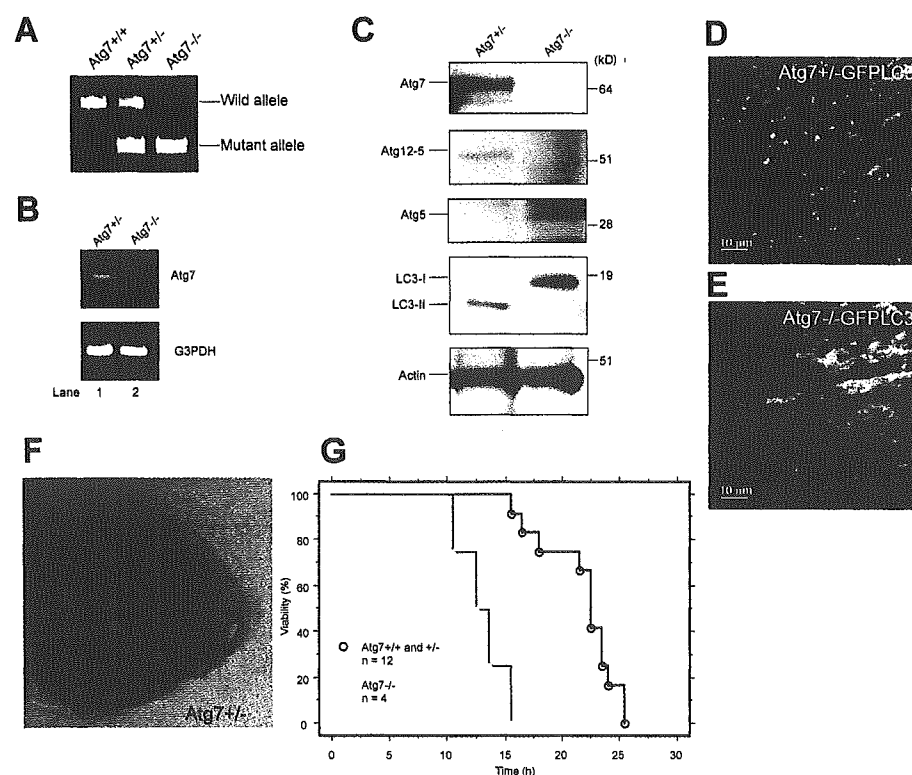 A
Atg7+/+ Atg7+/- Atg7-/-
Wild allele
Mutant allele
B
Atg7+/- Atg7-/-
Atg7
G3PDH
Lane 1 2
C
Atg7+/- Atg7-/-
(kD)
Atg7 64
Atg12-5 51
Atg5 28
LC3-I 19
LC3-II
Actin 51
D
Atg7+/-GFPLC3
10 µm
E
Atg7-/-GFPLC3
10 µm
F
Atg7+/-
G
Viability (%)
100
80
60
40
20
0
Atg7+/+ and +/-
n = 12
Atg7-/-
n = 4
0 5 10 15 20 25 30
Time (h)